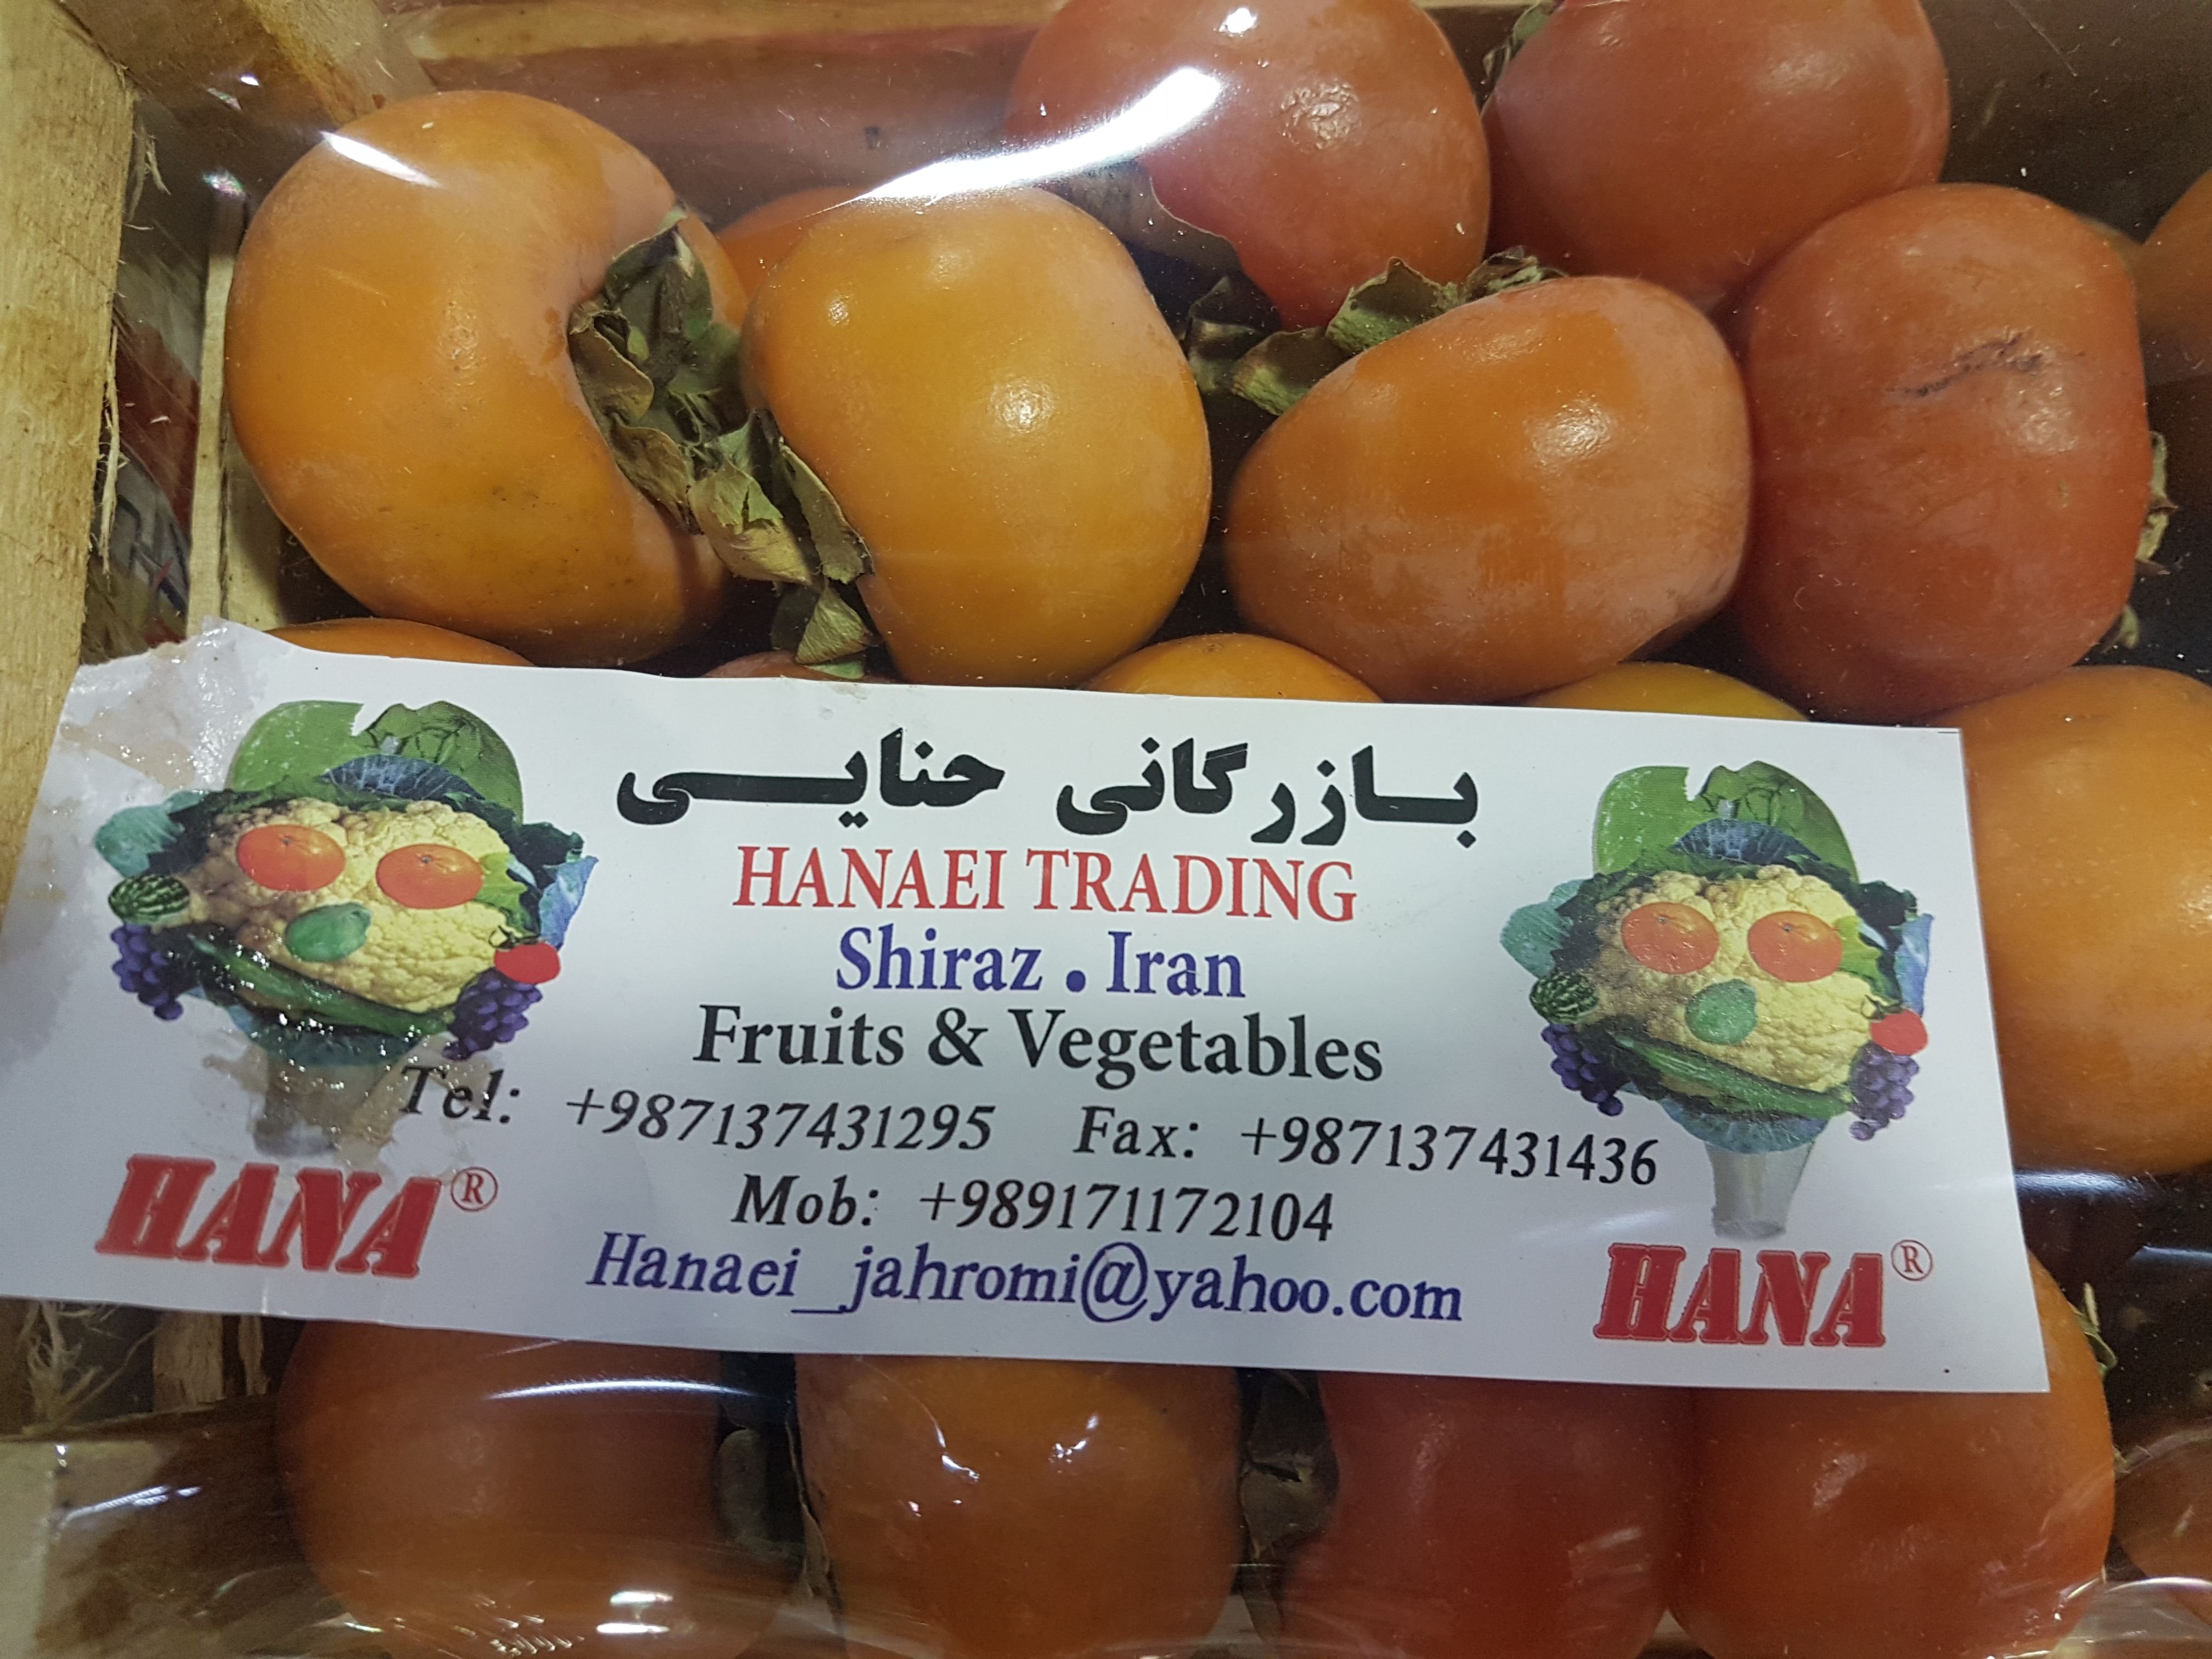 بازرگانی حنایی
HANAEI TRADING
Shiraz . Iran
Fruits & Vegetables
Tel: +987137431295 Fax: +987137431436
Mob: +989171172104
Hanaei_jahromi@yahoo.com
HANA®
HANA®